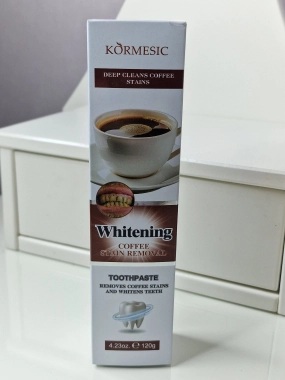 KORMESIC
DEEP CLEANS COFFEE
STAINS
Whitening
COFFEE
STAIN REMOVAL
TOOTHPASTE
REMOVES COFFEE STAINS
AND WHITENS TEETH
4.23oz. ℮ 120g